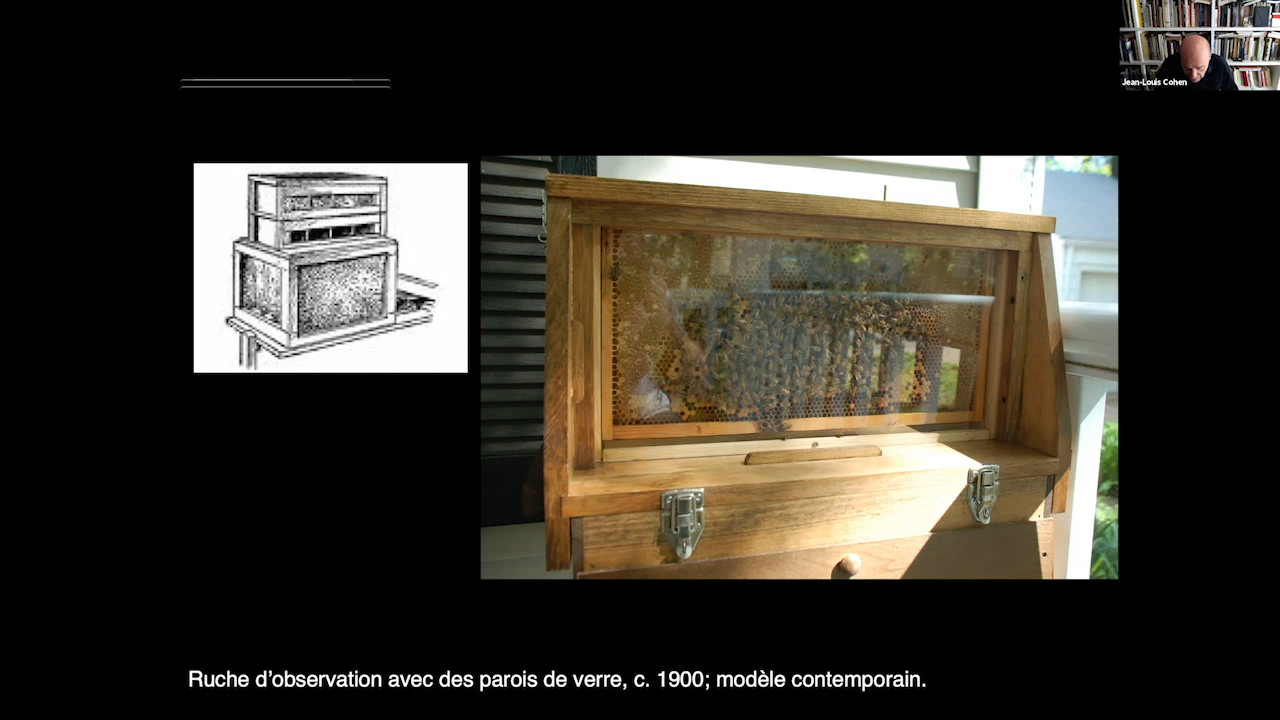 Jean-Louis Cohen
Ruche d’observation avec des parois de verre, c. 1900; modèle contemporain.